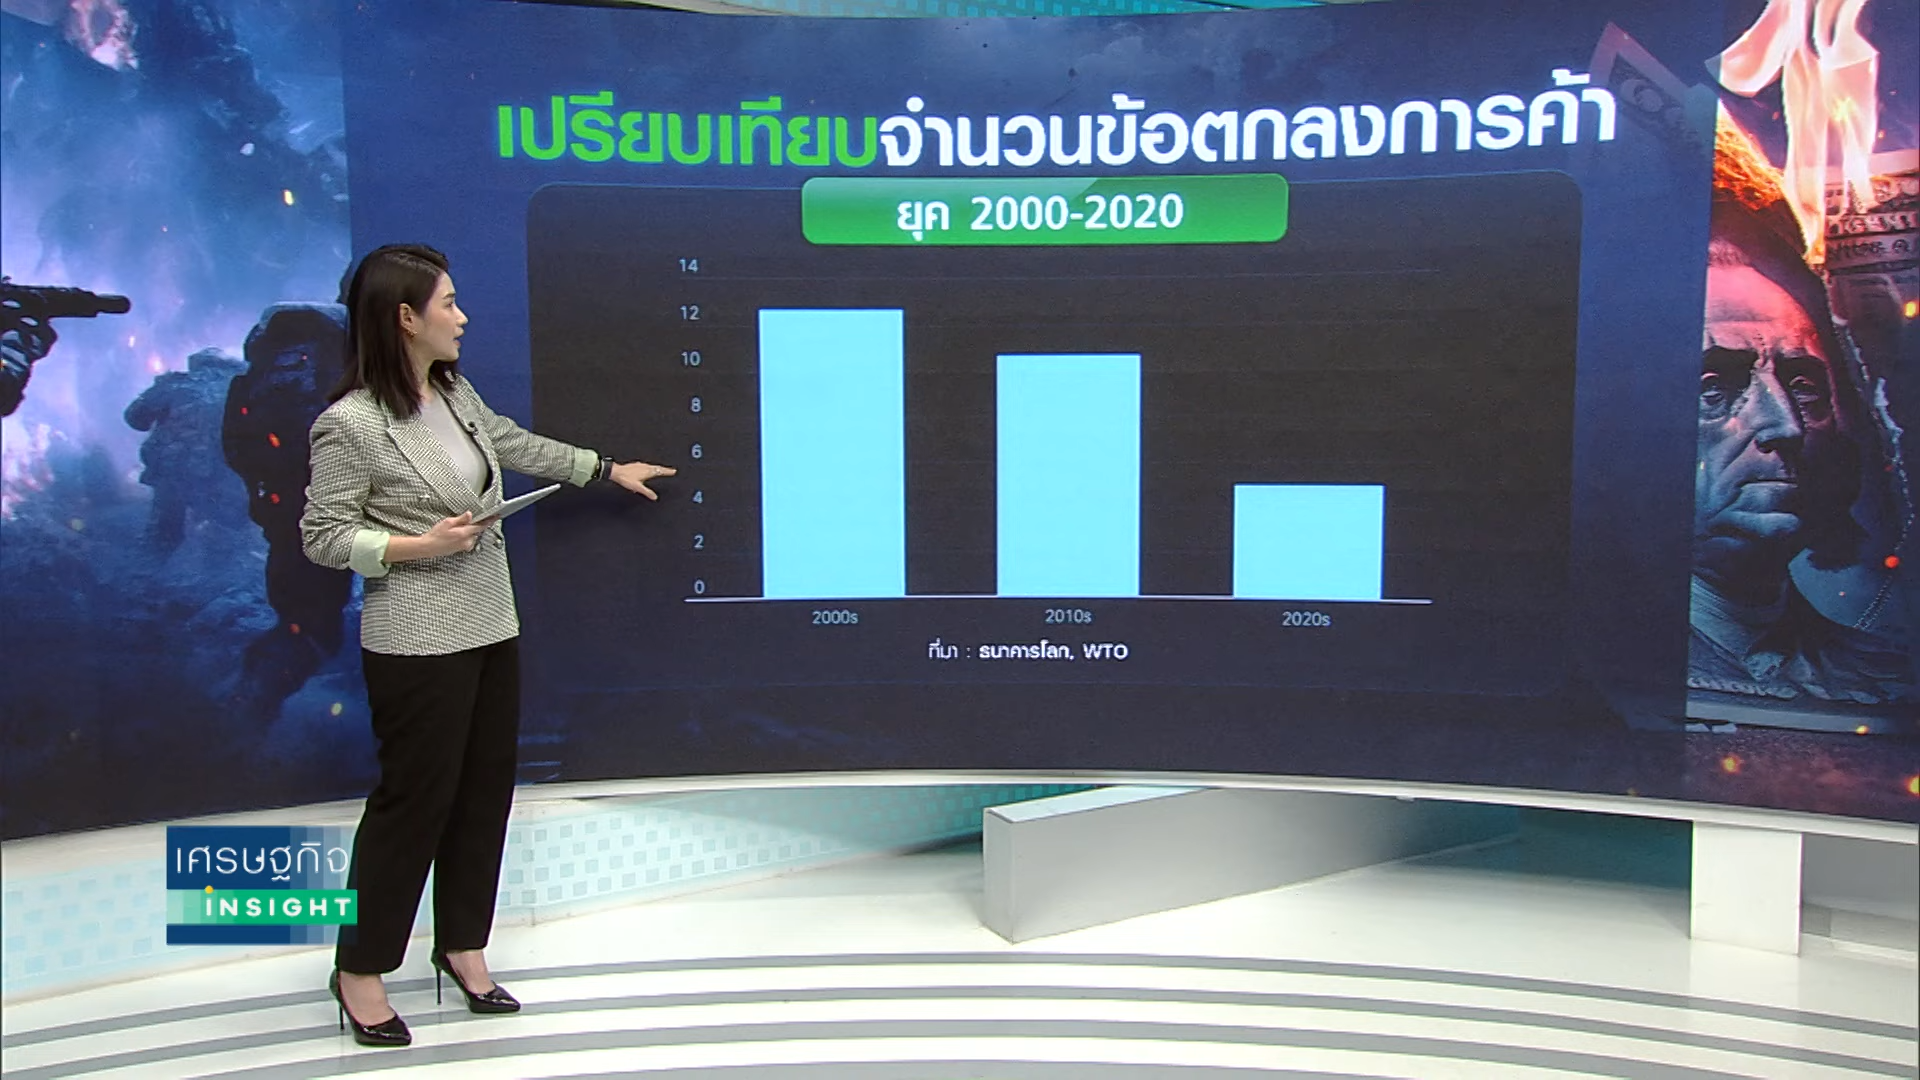 เปรียบเทียบจำนวนข้อตกลงการค้า
ยุค 2000-2020
14
12
10
8
6
4
2
0
2000s
2010s
2020s
ที่มา : ธนาคารโลก, WTO
เศรษฐกิจ
iNSIGHT